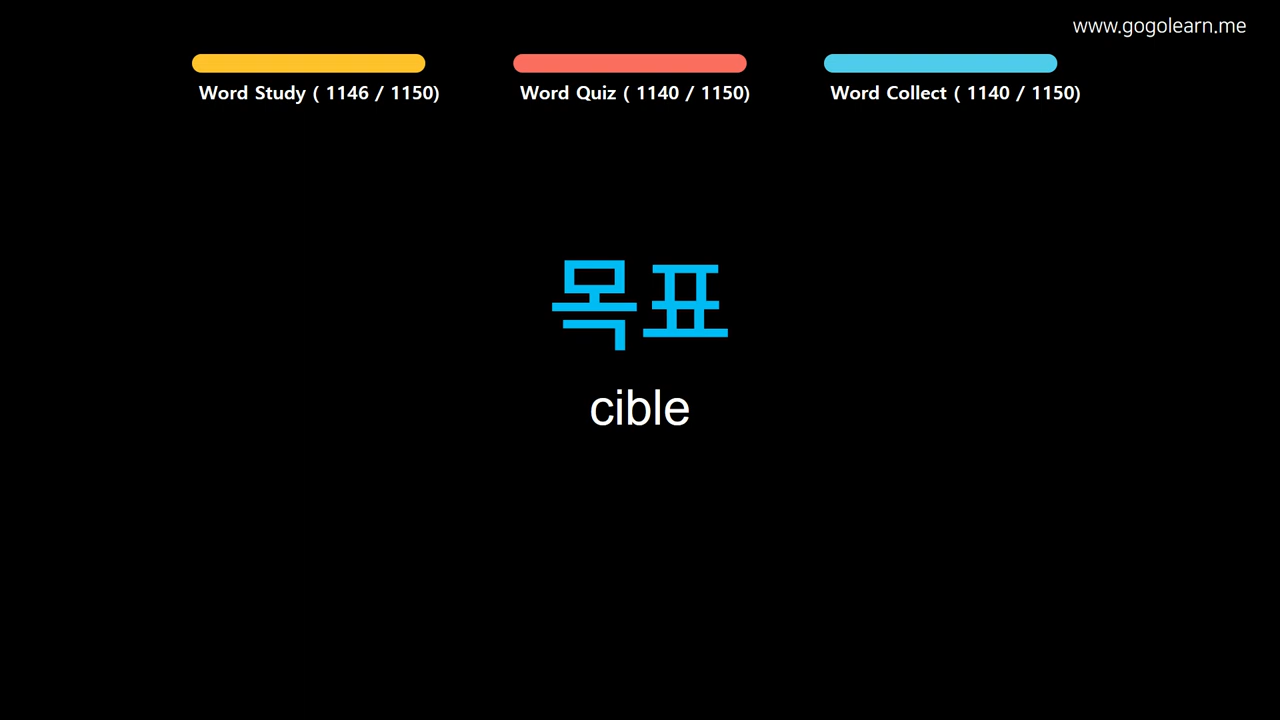 www.gogolearn.me
Word Study ( 1146 / 1150)
Word Quiz ( 1140 / 1150)
Word Collect ( 1140 / 1150)
목표
cible